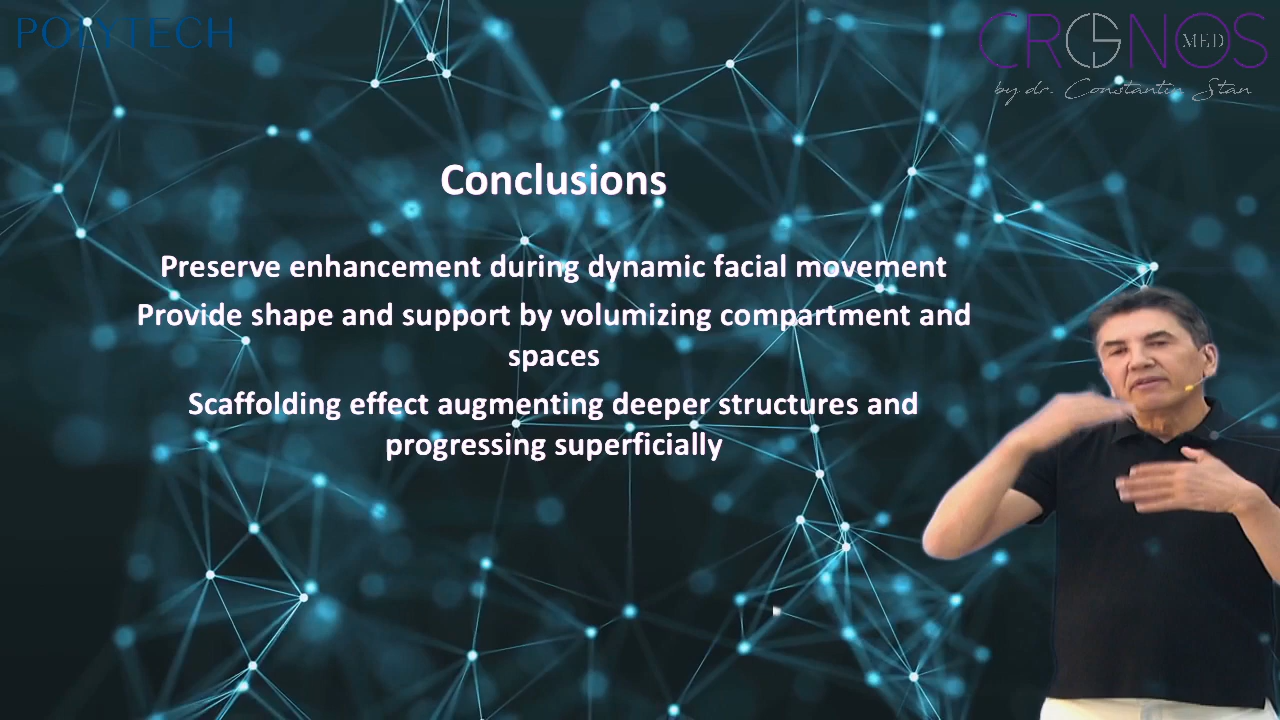 POLYTECH
CRONOS MED
by dr. Constantin Stan
Conclusions
Preserve enhancement during dynamic facial movement
Provide shape and support by volumizing compartment and
spaces
Scaffolding effect augmenting deeper structures and
progressing superficially